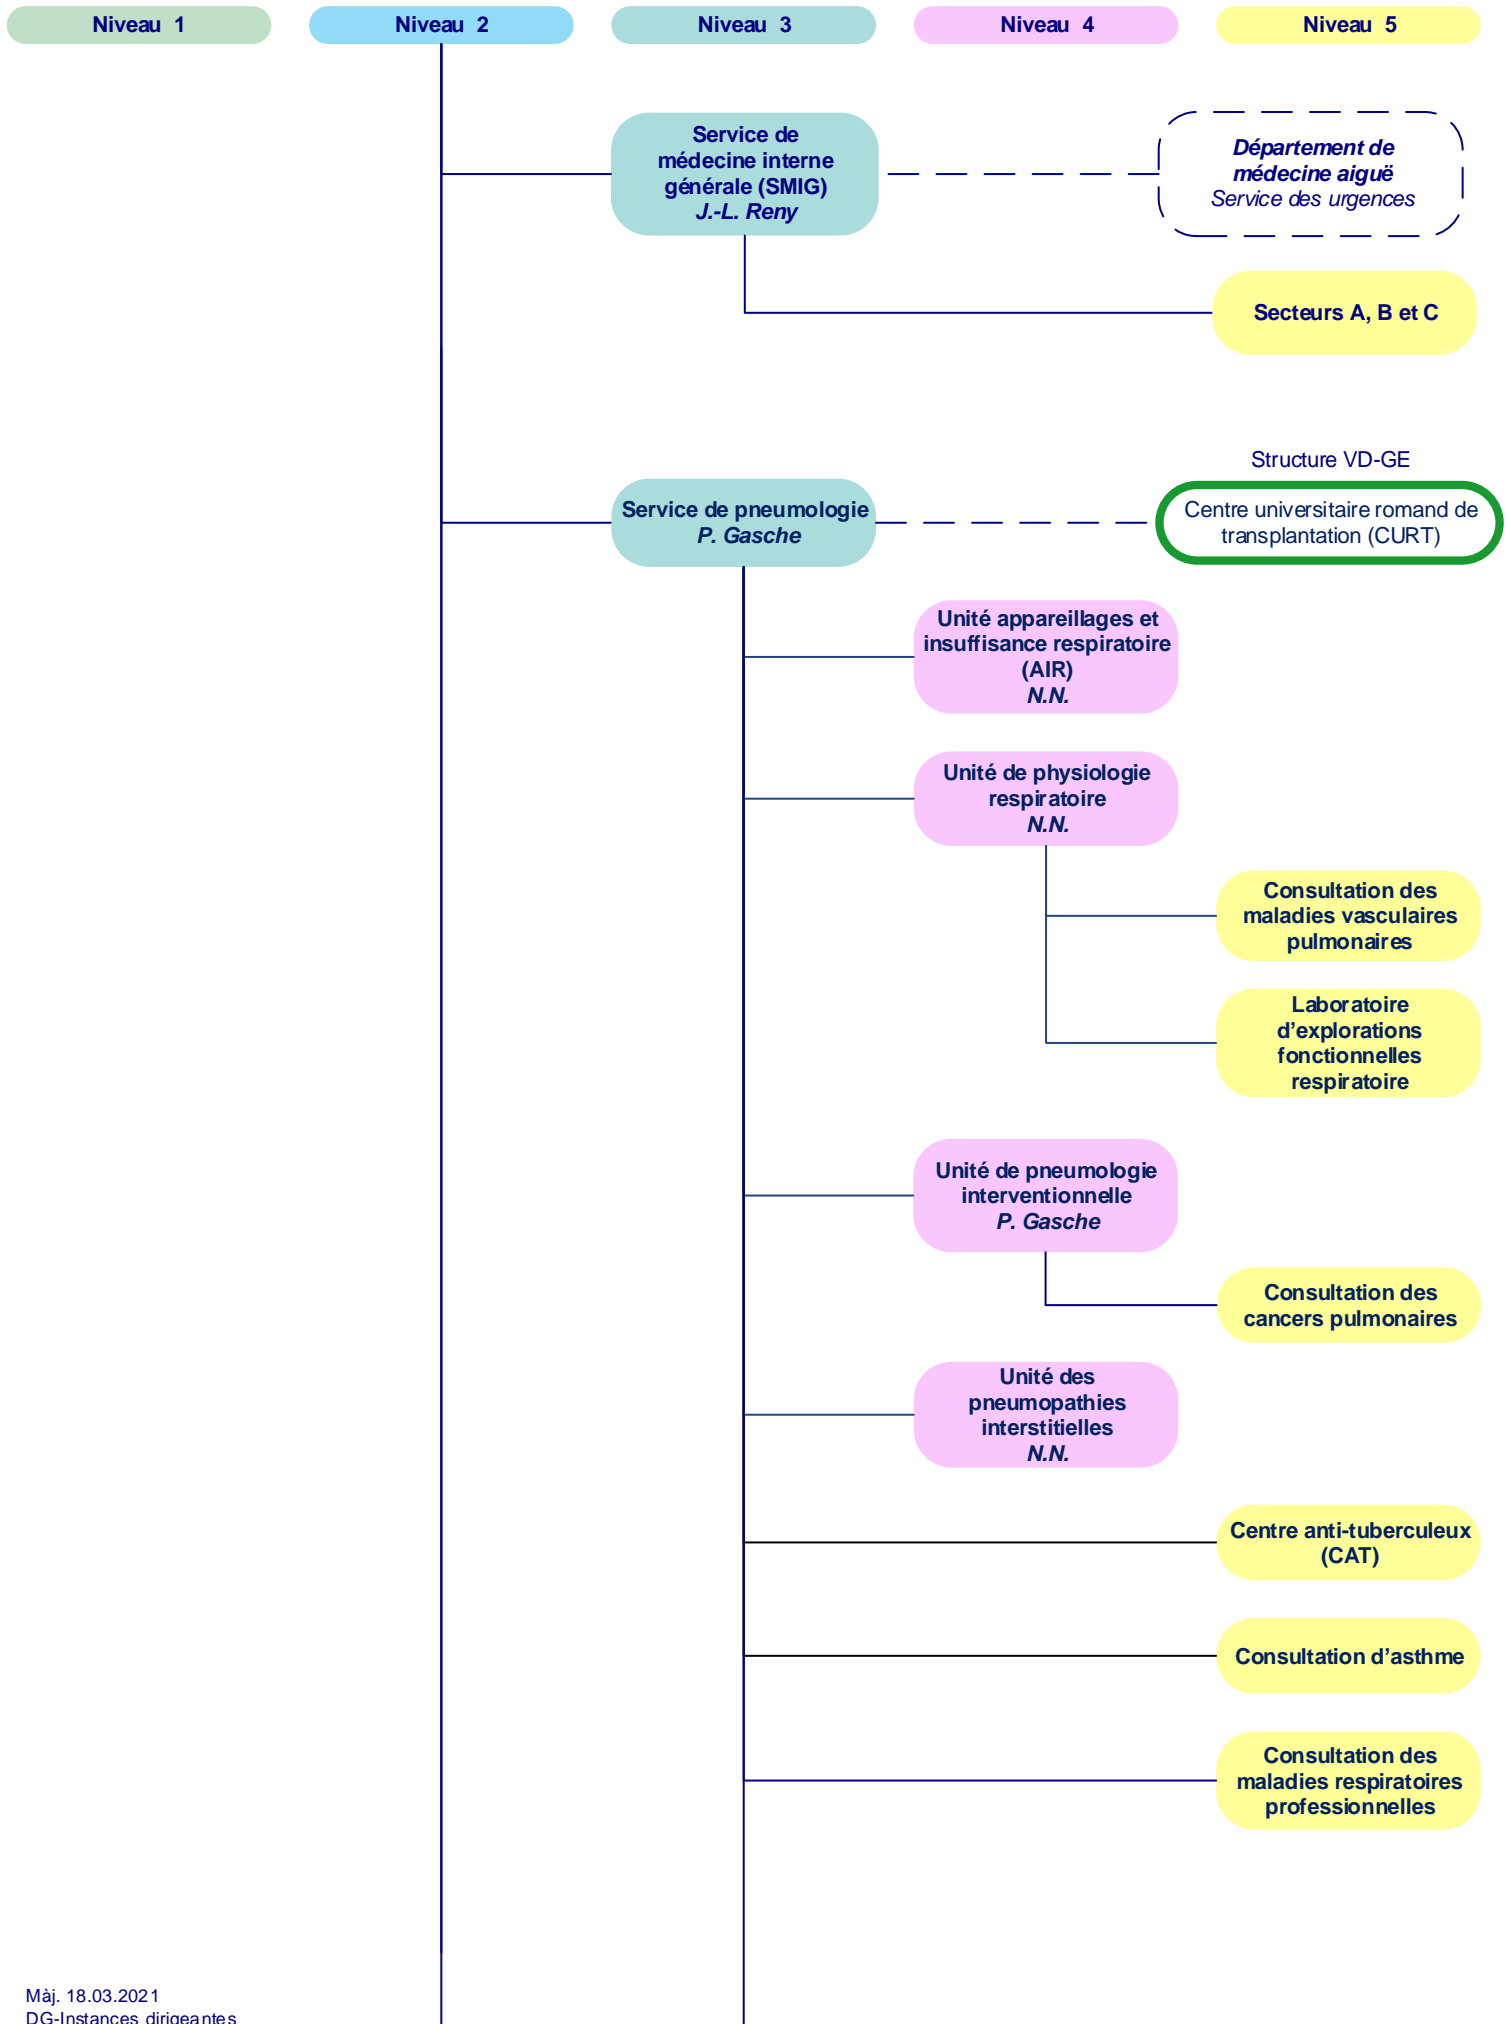 Niveau 1
Niveau 2
Niveau 3
Niveau 4
Niveau 5
Service de
médecine interne
générale (SMIG)
J.-L. Reny
Département de
médecine aiguë
Service des urgences
Secteurs A, B et C
Structure VD-GE
Service de pneumologie
P. Gasche
Centre universitaire romand de
transplantation (CURT)
Unité appareillages et
insuffisance respiratoire
(AIR)
N.N.
Unité de physiologie
respiratoire
N.N.
Consultation des
maladies vasculaires
pulmonaires
Laboratoire
d’explorations
fonctionnelles
respiratoire
Unité de pneumologie
interventionnelle
P. Gasche
Consultation des
cancers pulmonaires
Unité des
pneumopathies
interstitielles
N.N.
Centre anti-tuberculeux
(CAT)
Consultation d’asthme
Consultation des
maladies respiratoires
professionnelles
Màj. 18.03.2021
DG-Instances dirigeantes